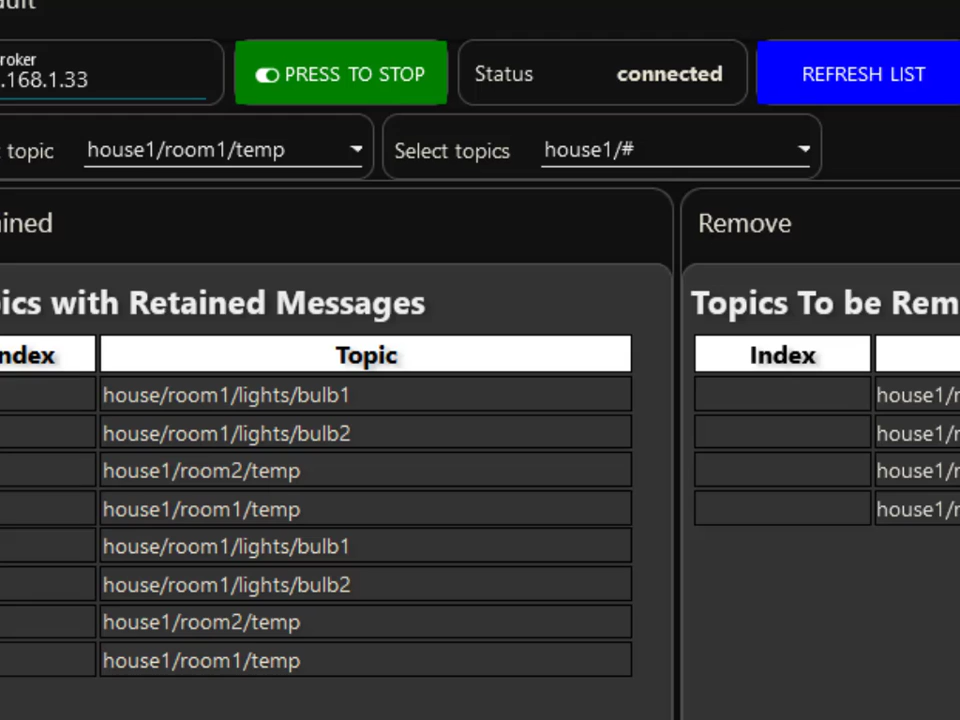 roker
.168.1.33
PRESS TO STOP
Status connected
REFRESH LIST
topic house1/room1/temp
Select topics house1/#
ined
Remove
ics with Retained Messages
Topics To be Rem
ndex Topic
Index
house/room1/lights/bulb1
house1/r
house/room1/lights/bulb2
house1/r
house1/room2/temp
house1/r
house1/room1/temp
house1/r
house/room1/lights/bulb1
house/room1/lights/bulb2
house1/room2/temp
house1/room1/temp